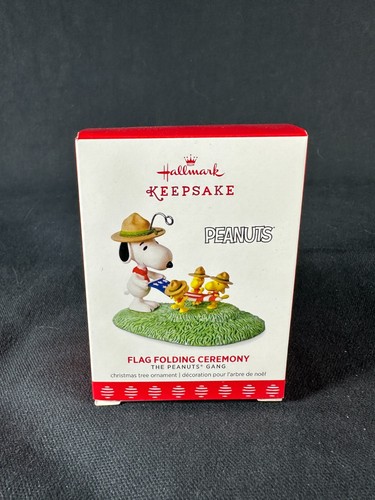 Hallmark
KEEPSAKE
PEANUTS
FLAG FOLDING CEREMONY
THE PEANUTS® GANG
christmas tree ornament | décoration pour l'arbre de noël